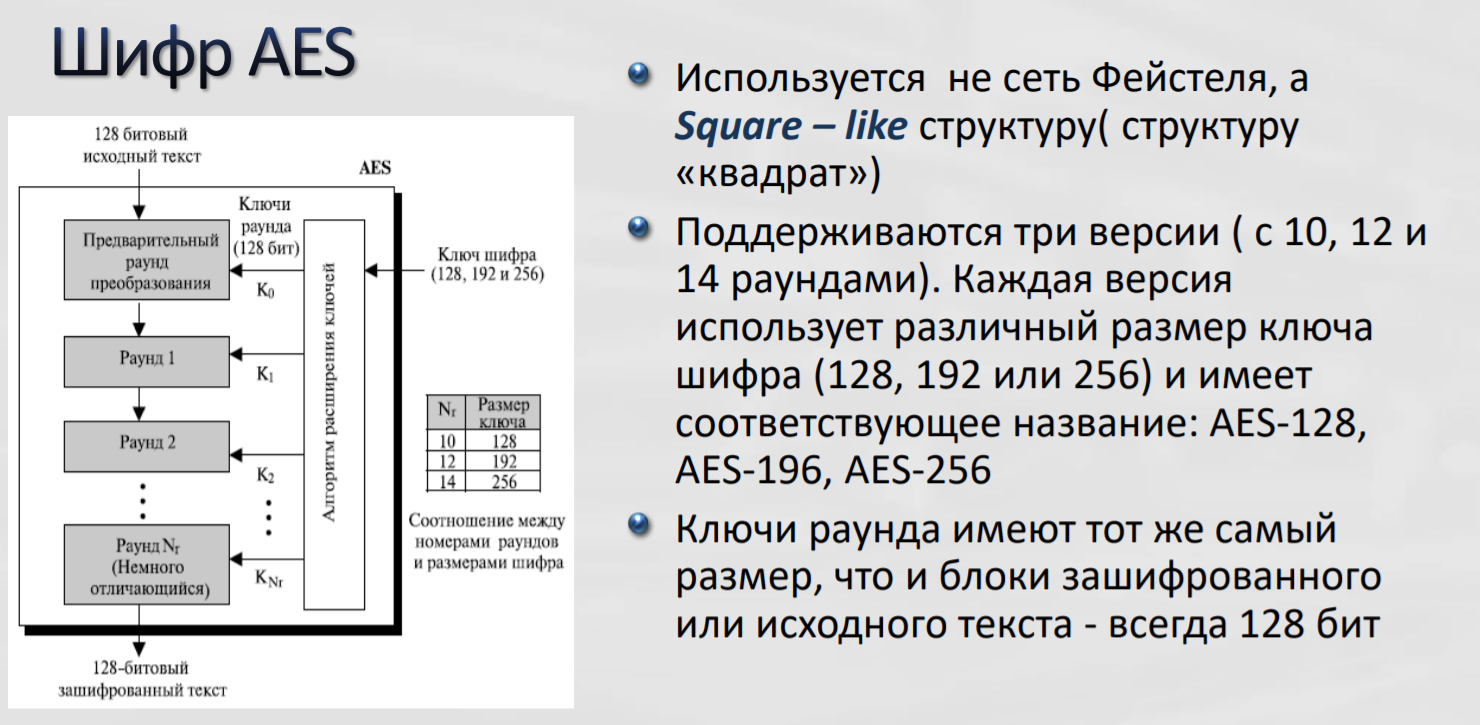 Шифр AES
128 битовый
исходный текст
AES
Ключи
раунда
(128 бит)
Предварительный
раунд
преобразования
K0
Ключ шифра
(128, 192 и 256)
Алгоритм расширения ключей
Раунд 1
K1
Раунд 2
K2
Раунд Nr
(Немного
отличающийся)
KNr
Nr Размер ключа
10 128
12 192
14 256
Соотношение между
номерами раундов
и размерами шифра
128-битовый
зашифрованный текст
Используется не сеть Фейстеля, а
Square – like структуру( структуру
«квадрат»)
Поддерживаются три версии ( с 10, 12 и
14 раундами). Каждая версия
использует различный размер ключа
шифра (128, 192 или 256) и имеет
соответствующее название: AES-128,
AES-196, AES-256
Ключи раунда имеют тот же самый
размер, что и блоки зашифрованного
или исходного текста - всегда 128 бит